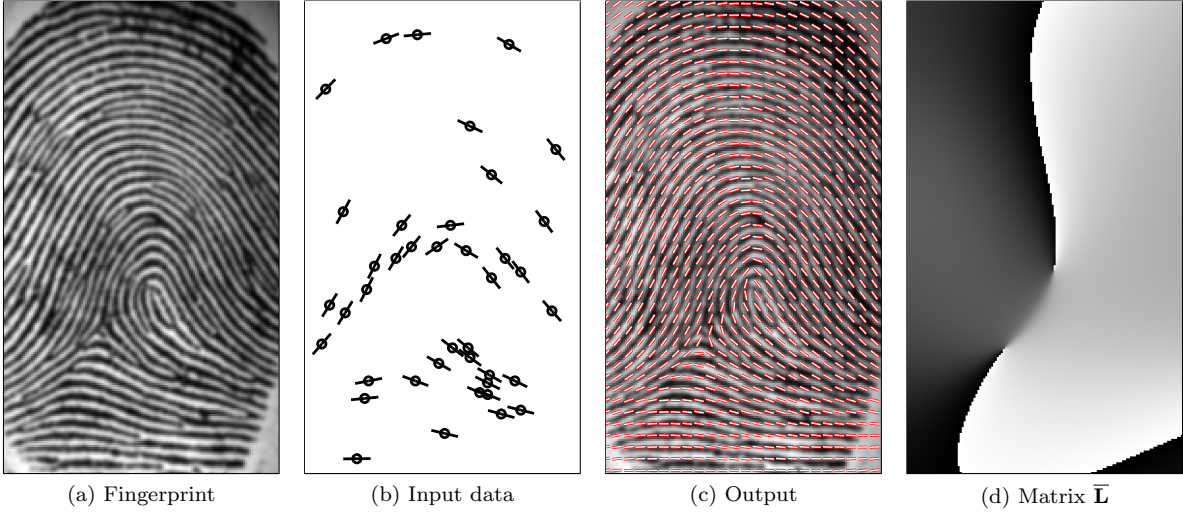 (a) Fingerprint
(b) Input data
(c) Output
(d) Matrix L̅